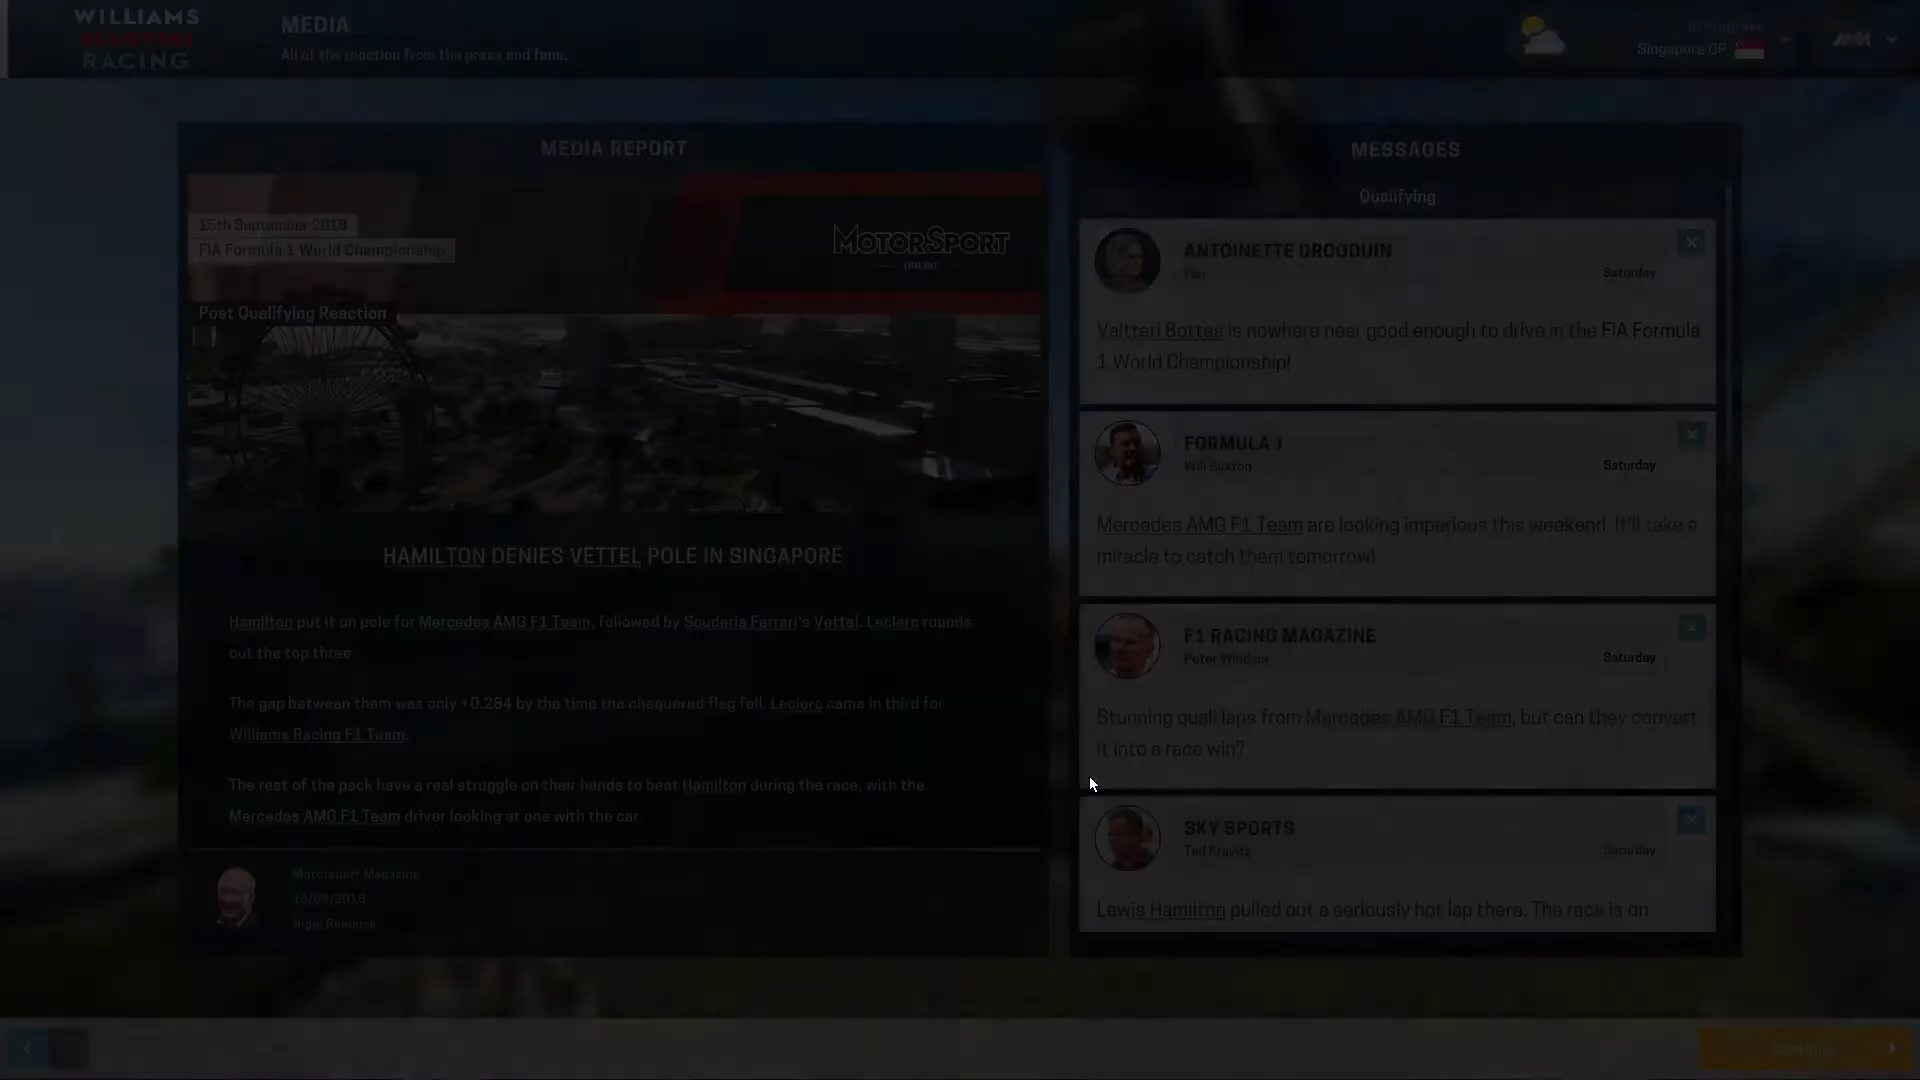 WILLIAMS
MARTINI
RACING
MEDIA
All of the reaction from the press and fans.
In Progress
Singapore GP
MEDIA REPORT
15th September 2018
FIA Formula 1 World Championship
MOTORSPORT
ONLINE
Post Qualifying Reaction
HAMILTON DENIES VETTEL POLE IN SINGAPORE
Hamilton put it on pole for Mercedes AMG F1 Team, followed by Scuderia Ferrari's Vettel. Leclerc rounds
out the top three.
The gap between them was only +0.284 by the time the chequered flag fell. Leclerc came in third for
Williams Racing F1 Team.
The rest of the pack have a real struggle on their hands to beat Hamilton during the race, with the
Mercedes AMG F1 Team driver looking at one with the car.
Motorsport Magazine
15/09/2018
Nigel Roebuck
MESSAGES
Qualifying
ANTOINETTE DROODUIN
Fan
Saturday
Valtteri Bottas is nowhere near good enough to drive in the FIA Formula
1 World Championship!
FORMULA 1
Will Buxton
Saturday
Mercedes AMG F1 Team are looking imperious this weekend. It'll take a
miracle to catch them tomorrow!
F1 RACING MAGAZINE
Peter Windsor
Saturday
Stunning quali laps from Mercedes AMG F1 Team, but can they convert
it into a race win?
SKY SPORTS
Ted Kravitz
Saturday
Lewis Hamilton pulled out a seriously hot lap there. The race is on
Continue